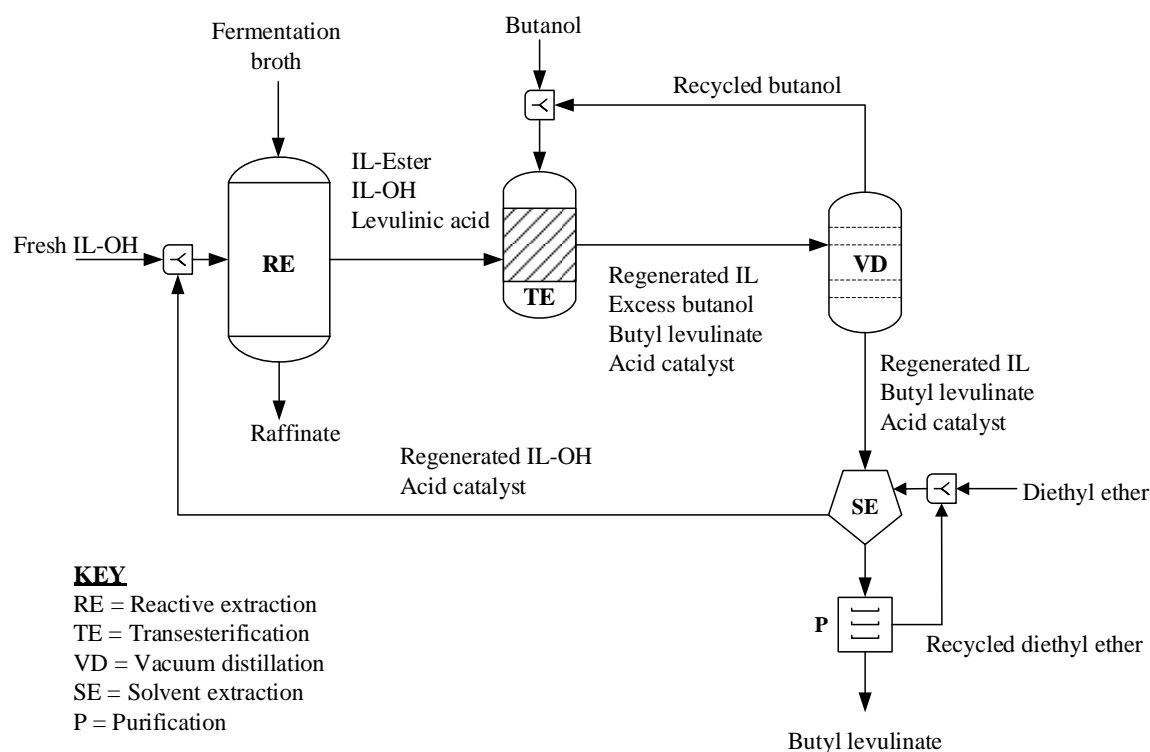 Fermentation
broth
Butanol
Recycled butanol
IL-Ester
IL-OH
Levulinic acid
Fresh IL-OH
RE
TE
VD
Regenerated IL
Excess butanol
Butyl levulinate
Acid catalyst
Regenerated IL
Butyl levulinate
Acid catalyst
Raffinate
Regenerated IL-OH
Acid catalyst
SE
Diethyl ether
KEY
RE = Reactive extraction
TE = Transesterification
VD = Vacuum distillation
SE = Solvent extraction
P = Purification
P
Recycled diethyl ether
Butyl levulinate